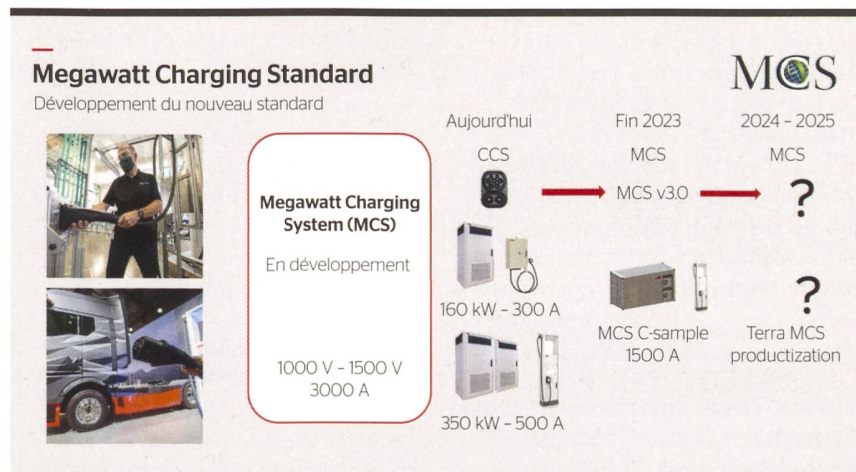 Megawatt Charging Standard
Développement du nouveau standard
MCS
Megawatt Charging
System (MCS)
En développement
1000 V – 1500 V
3000 A
Aujourd'hui
CCS
160 kW – 300 A
350 kW – 500 A
Fin 2023
MCS
MCS v3.0
MCS C-sample
1500 A
2024 – 2025
MCS
?
?
Terra MCS
productization